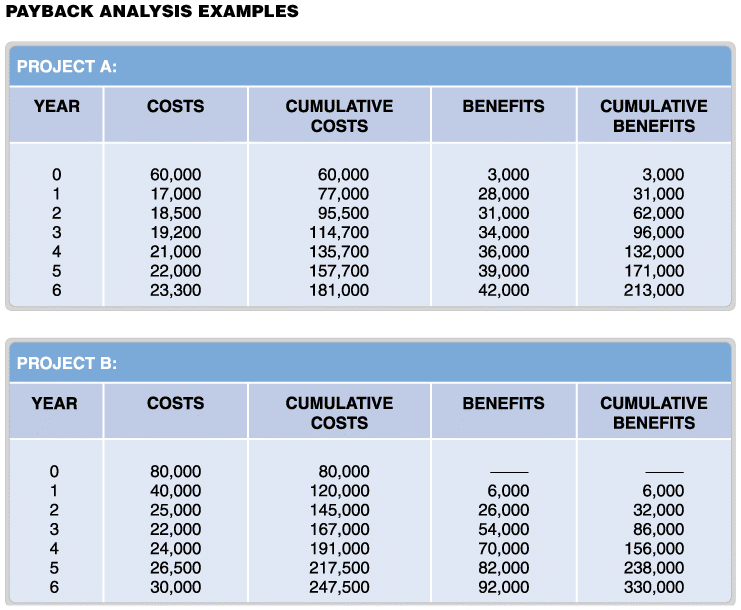 PAYBACK ANALYSIS EXAMPLES
PROJECT A:
YEAR COSTS CUMULATIVE COSTS BENEFITS CUMULATIVE BENEFITS
0 60,000 60,000 3,000 3,000
1 17,000 77,000 28,000 31,000
2 18,500 95,500 31,000 62,000
3 19,200 114,700 34,000 96,000
4 21,000 135,700 36,000 132,000
5 22,000 157,700 39,000 171,000
6 23,300 181,000 42,000 213,000
PROJECT B:
YEAR COSTS CUMULATIVE COSTS BENEFITS CUMULATIVE BENEFITS
0 80,000 80,000 —— ——
1 40,000 120,000 6,000 6,000
2 25,000 145,000 26,000 32,000
3 22,000 167,000 54,000 86,000
4 24,000 191,000 70,000 156,000
5 26,500 217,500 82,000 238,000
6 30,000 247,500 92,000 330,000